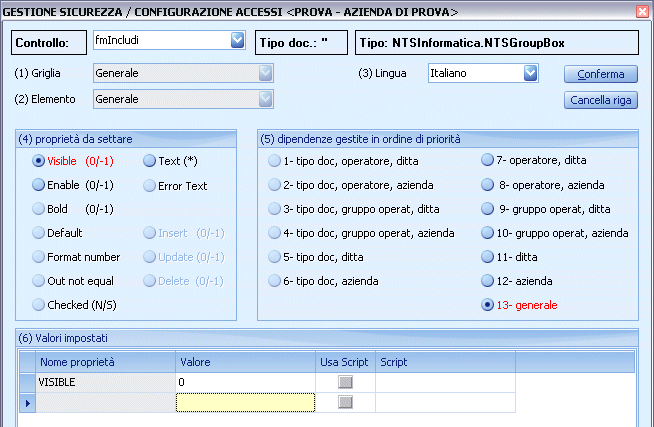 GESTIONE SICUREZZA / CONFIGURAZIONE ACCESSI <PROVA - AZIENDA DI PROVA>
Controllo: fmIncludi Tipo doc.: '' Tipo: NTSInformatica.NTSGroupBox
(1) Griglia Generale (3) Lingua Italiano Conferma
(2) Elemento Generale Cancella riga
(4) proprietà da settare
Visible (0/-1) Text (*)
Enable (0/-1) Error Text
Bold (0/-1)
Default Insert (0/-1)
Format number Update (0/-1)
Out not equal Delete (0/-1)
Checked (N/S)
(5) dipendenze gestite in ordine di priorità
1- tipo doc, operatore, ditta 7- operatore, ditta
2- tipo doc, operatore, azienda 8- operatore, azienda
3- tipo doc, gruppo operat, ditta 9- gruppo operat, ditta
4- tipo doc, gruppo operat, azienda 10- gruppo operat, azienda
5- tipo doc, ditta 11- ditta
6- tipo doc, azienda 12- azienda
13- generale
(6) Valori impostati
Nome proprietà Valore Usa Script Script
VISIBLE 0